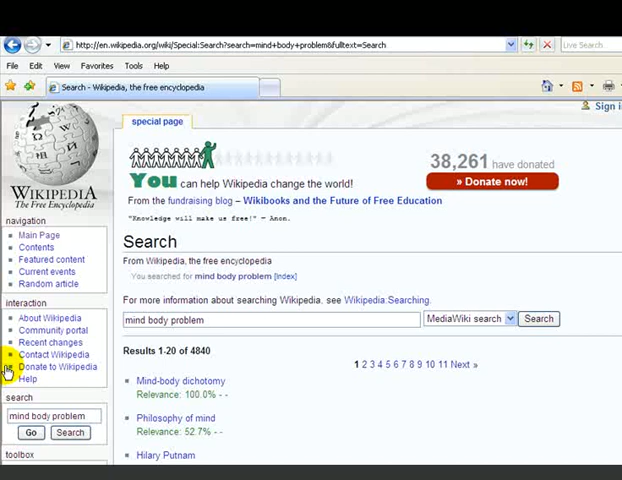 http://en.wikipedia.org/wiki/Special:Search?search=mind+body+problem&fulltext=Search
Live Search
File Edit View Favorites Tools Help
Search - Wikipedia, the free encyclopedia
Sign i
special page
38,261 have donated
You can help Wikipedia change the world!
» Donate now!
From the fundraising blog – Wikibooks and the Future of Free Education
"Knowledge will make us free!" — Anon.
WIKIPEDIA
The Free Encyclopedia
navigation
Main Page
Contents
Featured content
Current events
Random article
interaction
About Wikipedia
Community portal
Recent changes
Contact Wikipedia
Donate to Wikipedia
Help
search
mind body problem
Go Search
toolbox
Search
From Wikipedia, the free encyclopedia
You searched for mind body problem [Index]
For more information about searching Wikipedia. see Wikipedia:Searching.
mind body problem MediaWiki search Search
Results 1-20 of 4840
1 2 3 4 5 6 7 8 9 10 11 Next »
Mind-body dichotomy
Relevance: 100.0% - -
Philosophy of mind
Relevance: 52.7% - -
Hilary Putnam